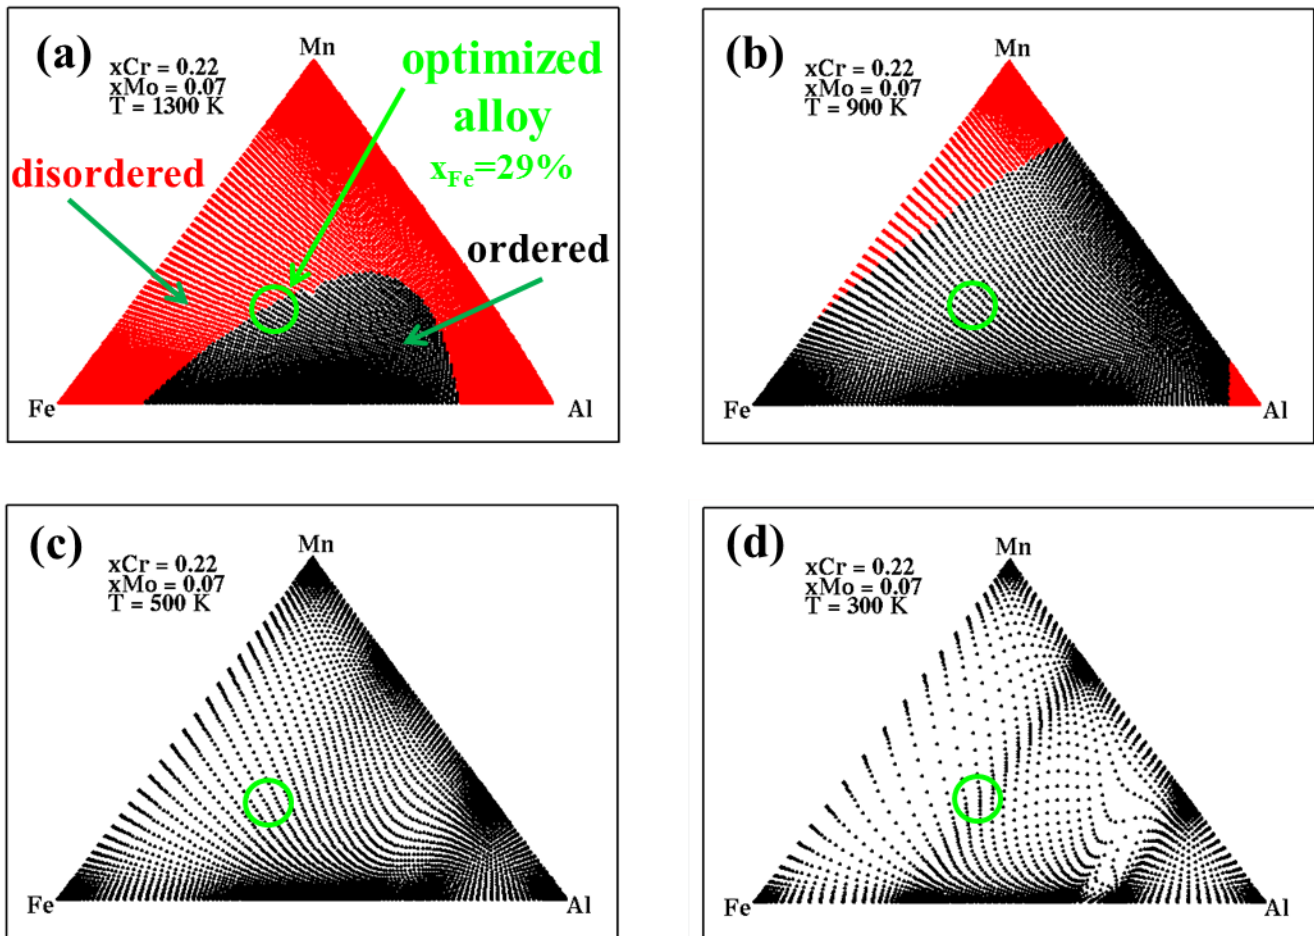 (a)
xCr = 0.22
xMo = 0.07
T = 1300 K
Mn
optimized
alloy
xFe=29%
disordered
ordered
Fe
Al
(b)
xCr = 0.22
xMo = 0.07
T = 900 K
Mn
Fe
Al
(c)
xCr = 0.22
xMo = 0.07
T = 500 K
Mn
Fe
Al
(d)
xCr = 0.22
xMo = 0.07
T = 300 K
Mn
Fe
Al